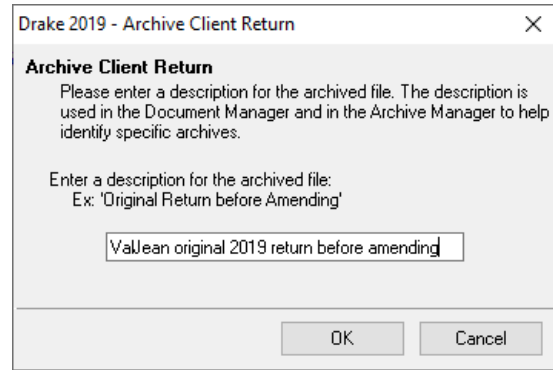 Drake 2019 - Archive Client Return
Archive Client Return
Please enter a description for the archived file. The description is
used in the Document Manager and in the Archive Manager to help
identify specific archives.
Enter a description for the archived file:
Ex: 'Original Return before Amending'
ValJean original 2019 return before amending
OK
Cancel